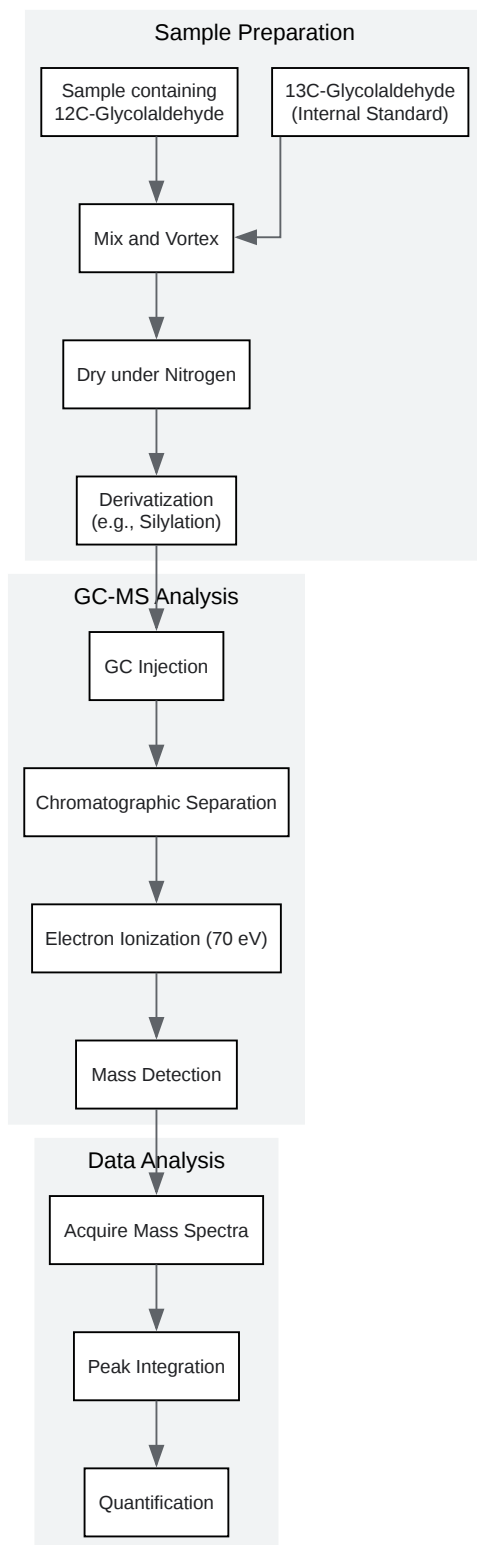 Sample Preparation
Sample containing
12C-Glycolaldehyde
13C-Glycolaldehyde
(Internal Standard)
Mix and Vortex
Dry under Nitrogen
Derivatization
(e.g., Silylation)
GC-MS Analysis
GC Injection
Chromatographic Separation
Electron Ionization (70 eV)
Mass Detection
Data Analysis
Acquire Mass Spectra
Peak Integration
Quantification